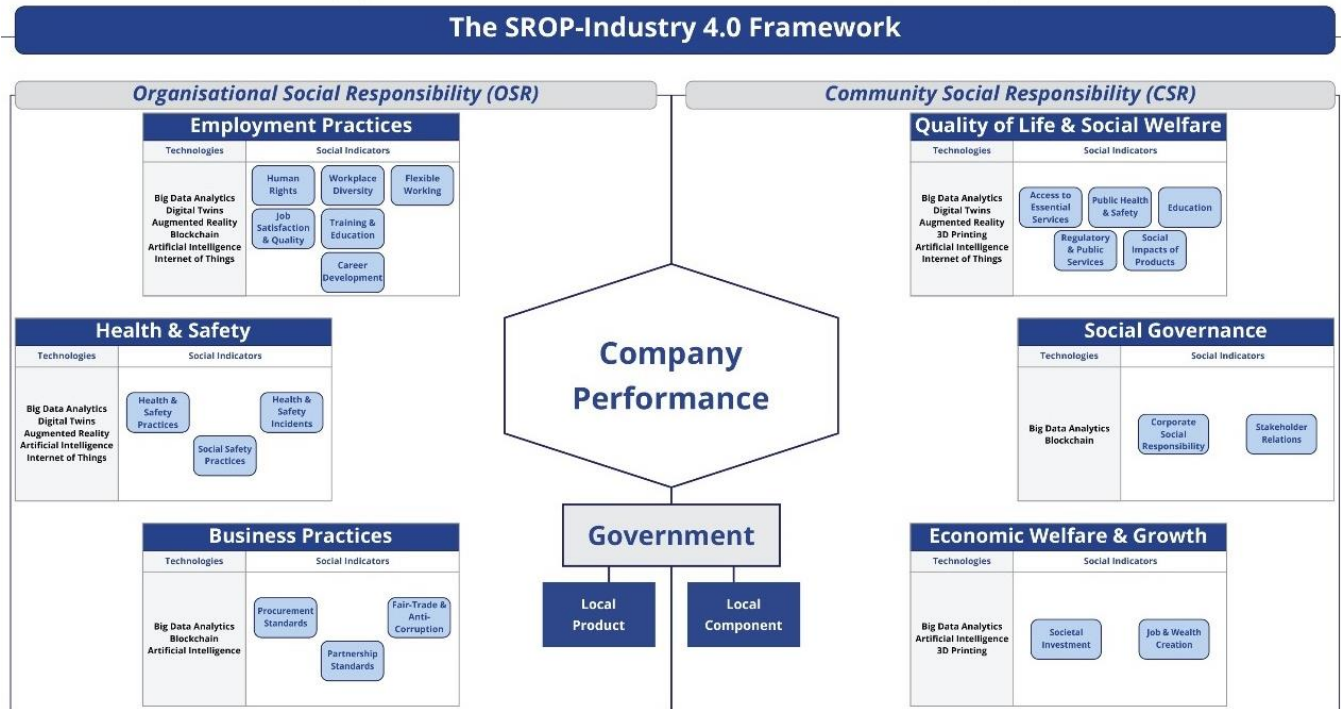 The SROP-Industry 4.0 Framework
Organisational Social Responsibility (OSR)
Employment Practices
Technologies
Social Indicators
Big Data Analytics
Digital Twins
Augmented Reality
Blockchain
Artificial Intelligence
Internet of Things
Human
Rights
Workplace
Diversity
Flexible
Working
Job
Satisfaction
& Quality
Training &
Education
Career
Development
Health & Safety
Technologies
Social Indicators
Big Data Analytics
Digital Twins
Augmented Reality
Artificial Intelligence
Internet of Things
Health &
Safety
Practices
Health &
Safety
Incidents
Social Safety
Practices
Business Practices
Technologies
Social Indicators
Big Data Analytics
Blockchain
Artificial Intelligence
Procurement
Standards
Fair-Trade &
Anti-
Corruption
Partnership
Standards
Company
Performance
Government
Local
Product
Local
Component
Community Social Responsibility (CSR)
Quality of Life & Social Welfare
Technologies
Social Indicators
Big Data Analytics
Digital Twins
Augmented Reality
3D Printing
Artificial Intelligence
Internet of Things
Access to
Essential
Services
Public Health
& Safety
Education
Regulatory
& Public
Services
Social
Impacts of
Products
Social Governance
Technologies
Social Indicators
Big Data Analytics
Blockchain
Corporate
Social
Responsibility
Stakeholder
Relations
Economic Welfare & Growth
Technologies
Social Indicators
Big Data Analytics
Artificial Intelligence
3D Printing
Societal
Investment
Job & Wealth
Creation